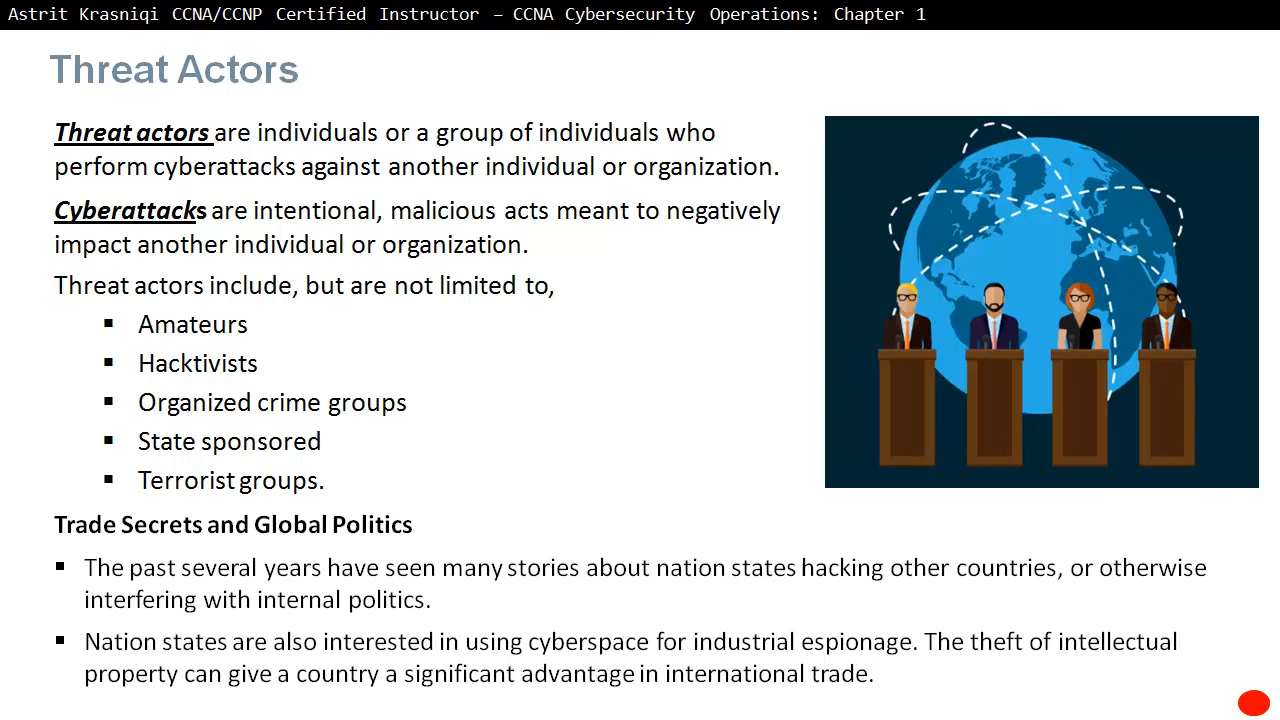 Astrit Krasniqi CCNA/CCNP Certified Instructor – CCNA Cybersecurity Operations: Chapter 1
Threat Actors
Threat actors are individuals or a group of individuals who
perform cyberattacks against another individual or organization.
Cyberattacks are intentional, malicious acts meant to negatively
impact another individual or organization.
Threat actors include, but are not limited to,
▪ Amateurs
▪ Hacktivists
▪ Organized crime groups
▪ State sponsored
▪ Terrorist groups.
Trade Secrets and Global Politics
▪ The past several years have seen many stories about nation states hacking other countries, or otherwise
interfering with internal politics.
▪ Nation states are also interested in using cyberspace for industrial espionage. The theft of intellectual
property can give a country a significant advantage in international trade.